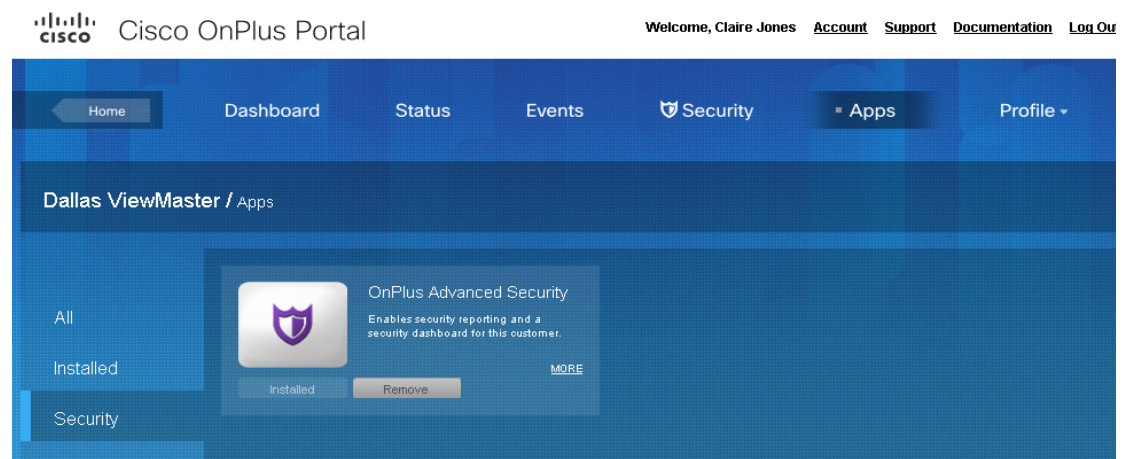 cisco Cisco OnPlus Portal Welcome, Claire Jones Account Support Documentation Log Ou
Home Dashboard Status Events Security Apps Profile
Dallas ViewMaster / Apps
OnPlus Advanced Security
Enables security reporting and a
security dashboard for this customer.
MORE
Installed Remove
All
Installed
Security